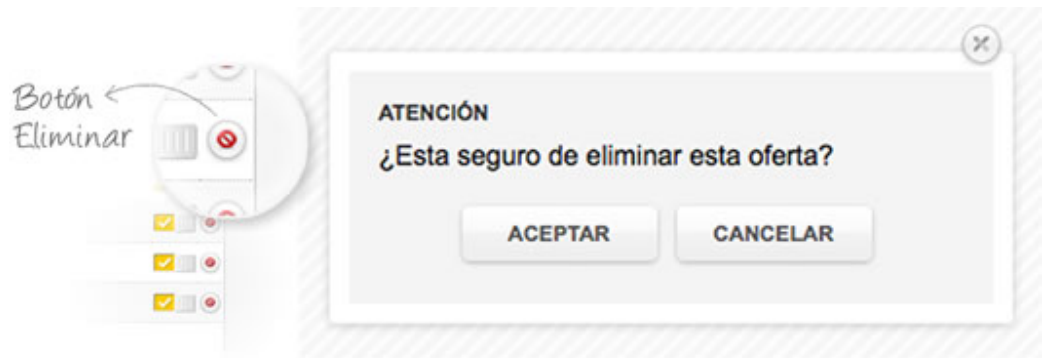 Botón
Eliminar
ATENCIÓN
¿Esta seguro de eliminar esta oferta?
ACEPTAR
CANCELAR